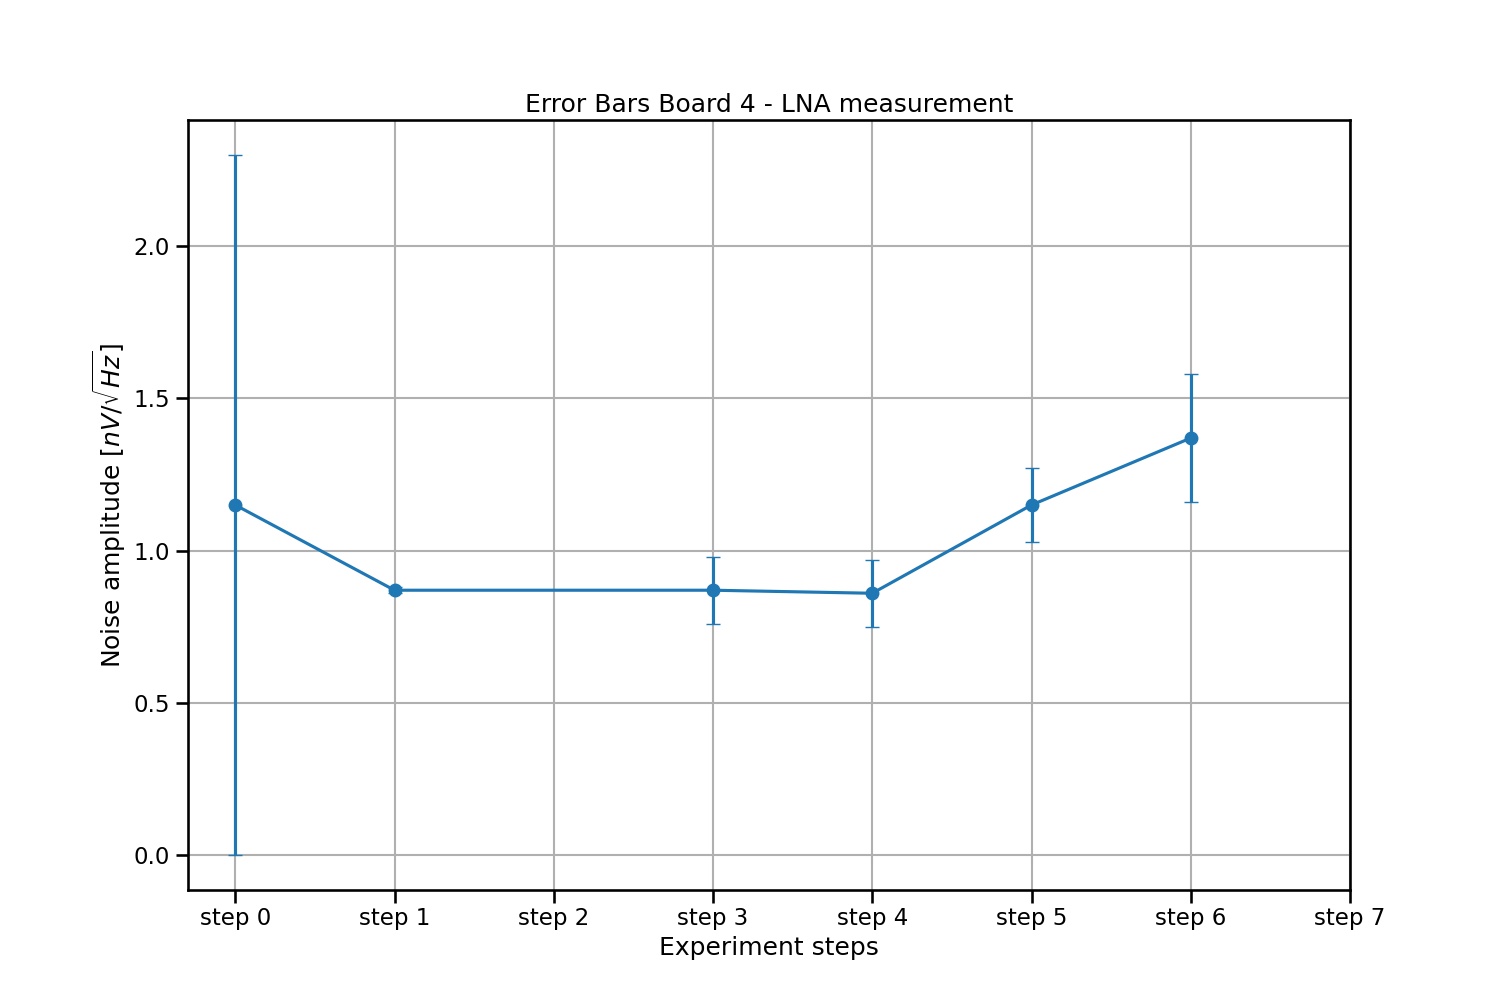 Error Bars Board 4 - LNA measurement
Noise amplitude [nV/√Hz]
2.0
1.5
1.0
0.5
0.0
step 0 step 1 step 2 step 3 step 4 step 5 step 6 step 7
Experiment steps